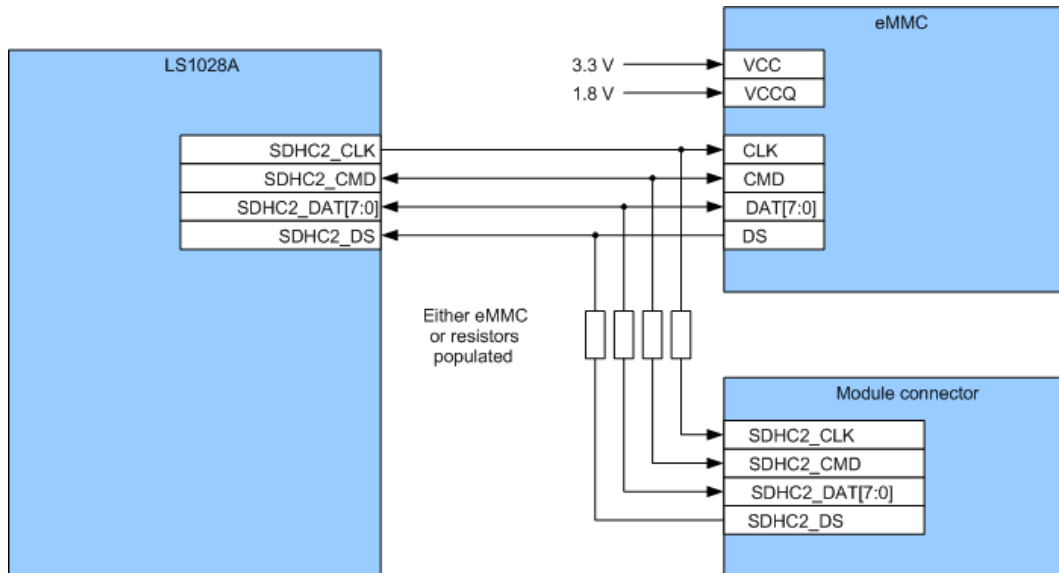 LS1028A
SDHC2_CLK
SDHC2_CMD
SDHC2_DAT[7:0]
SDHC2_DS
3.3 V
1.8 V
eMMC
VCC
VCCQ
CLK
CMD
DAT[7:0]
DS
Either eMMC
or resistors
populated
Module connector
SDHC2_CLK
SDHC2_CMD
SDHC2_DAT[7:0]
SDHC2_DS